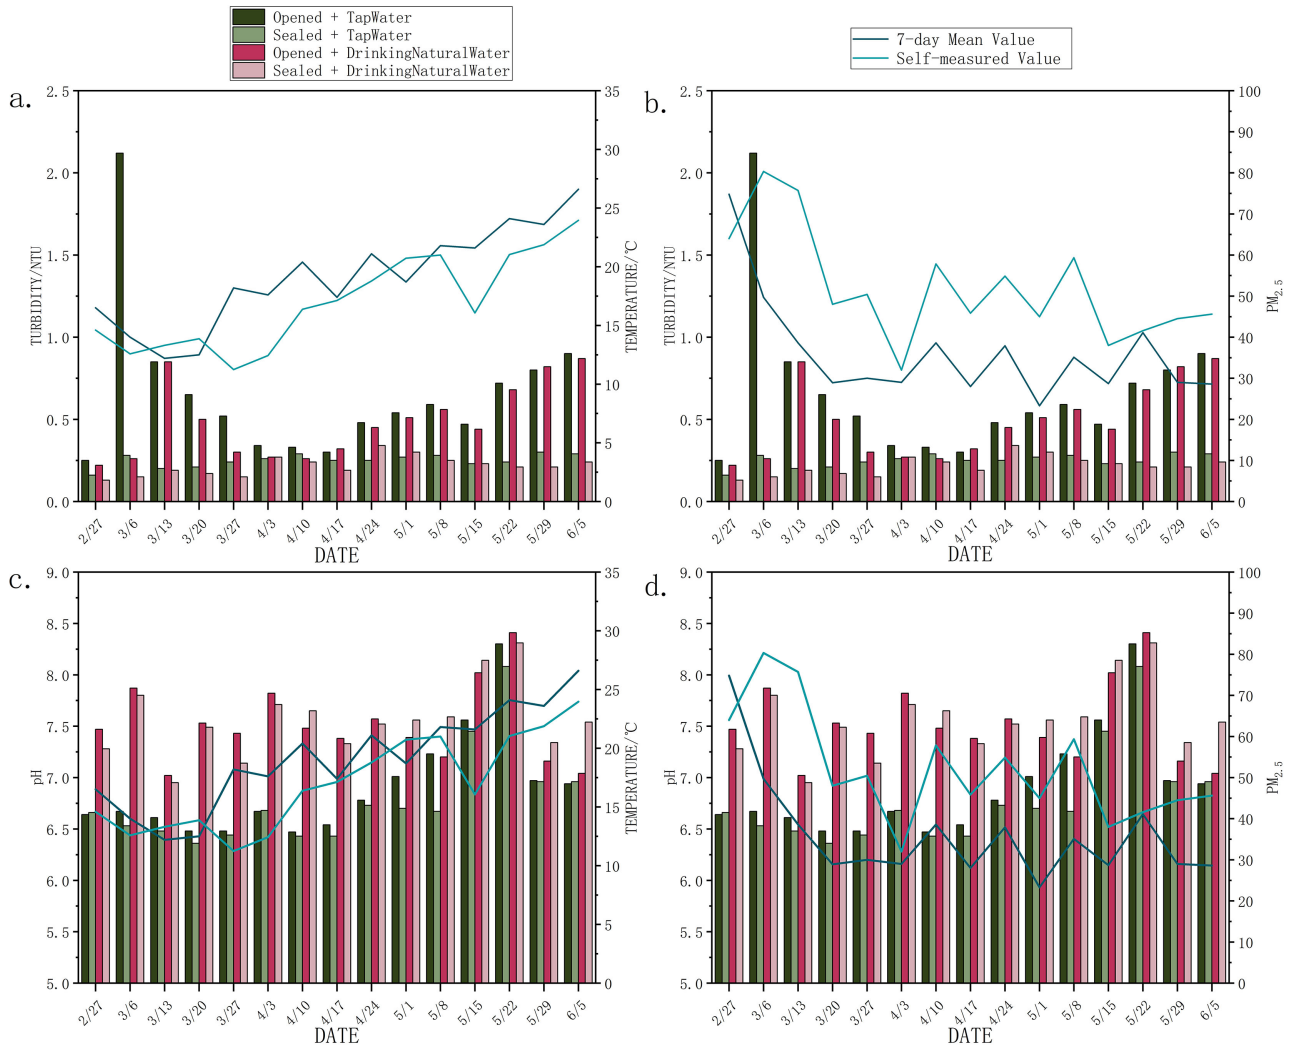 Opened + TapWater
Sealed + TapWater
Opened + DrinkingNaturalWater
Sealed + DrinkingNaturalWater
7-day Mean Value
Self-measured Value
a.
2.5
2.0
1.5
1.0
0.5
0.0
TURBIDITY/NTU
35
30
25
20
15
10
5
0
TEMPERATURE/℃
2/27 3/6 3/13 3/20 3/27 4/3 4/10 4/17 4/24 5/1 5/8 5/15 5/22 5/29 6/5
DATE
b.
2.5
2.0
1.5
1.0
0.5
0.0
TURBIDITY/NTU
100
90
80
70
60
50
40
30
20
10
0
PM2.5
2/27 3/6 3/13 3/20 3/27 4/3 4/10 4/17 4/24 5/1 5/8 5/15 5/22 5/29 6/5
DATE
c.
9.0
8.5
8.0
7.5
7.0
6.5
6.0
5.5
5.0
pH
35
30
25
20
15
10
5
0
TEMPERATURE/℃
2/27 3/6 3/13 3/20 3/27 4/3 4/10 4/17 4/24 5/1 5/8 5/15 5/22 5/29 6/5
DATE
d.
9.0
8.5
8.0
7.5
7.0
6.5
6.0
5.5
5.0
pH
100
90
80
70
60
50
40
30
20
10
0
PM2.5
2/27 3/6 3/13 3/20 3/27 4/3 4/10 4/17 4/24 5/1 5/8 5/15 5/22 5/29 6/5
DATE